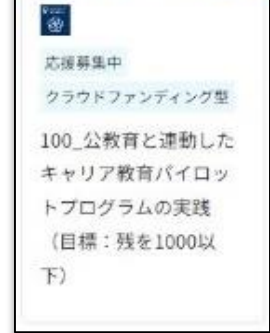 応援募集中
クラウドファンディング型
100_公教育と連動した
キャリア教育パイロッ
トプログラムの実践
（目標：残を1000以
下）